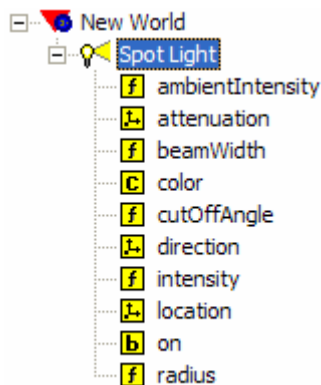 New World
Spot Light
f ambientIntensity
attenuation
f beamWidth
C color
f cutOffAngle
direction
f intensity
location
b on
f radius